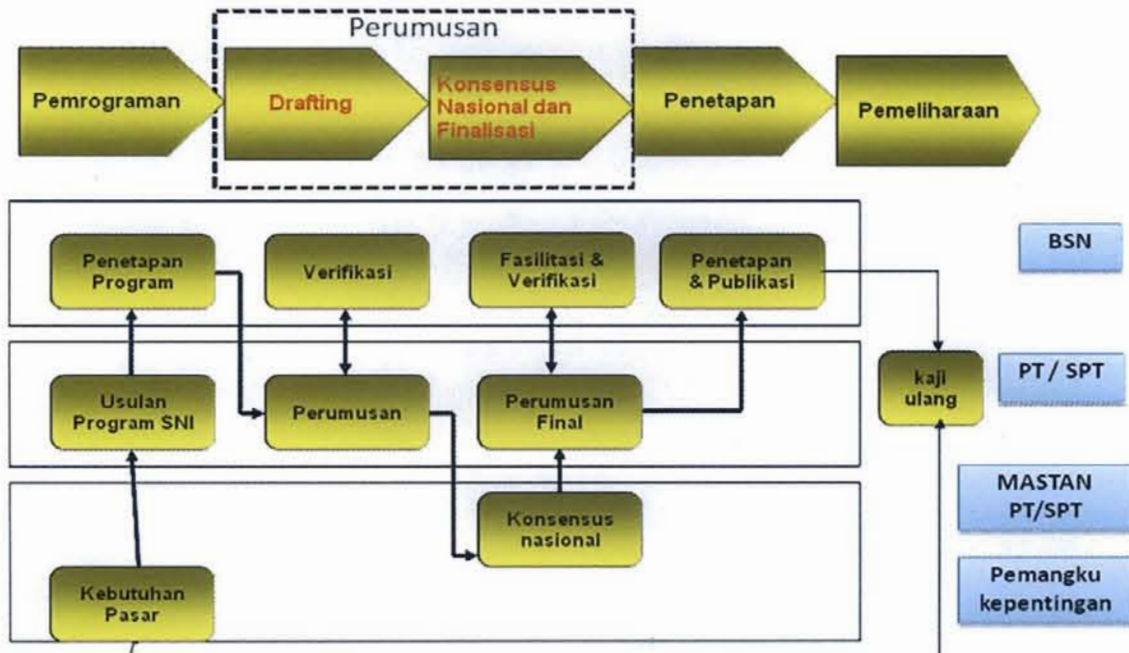 Perumusan
Pemrograman
Drafting
Konsensus
Nasional dan
Finalisasi
Penetapan
Pemeliharaan
Penetapan
Program
Verifikasi
Fasilitasi &
Verifikasi
Penetapan
& Publikasi
BSN
Usulan
Program SNI
Perumusan
Perumusan
Final
kaji
ulang
PT / SPT
Konsensus
nasional
MASTAN
PT/SPT
Kebutuhan
Pasar
Pemangku
kepentingan